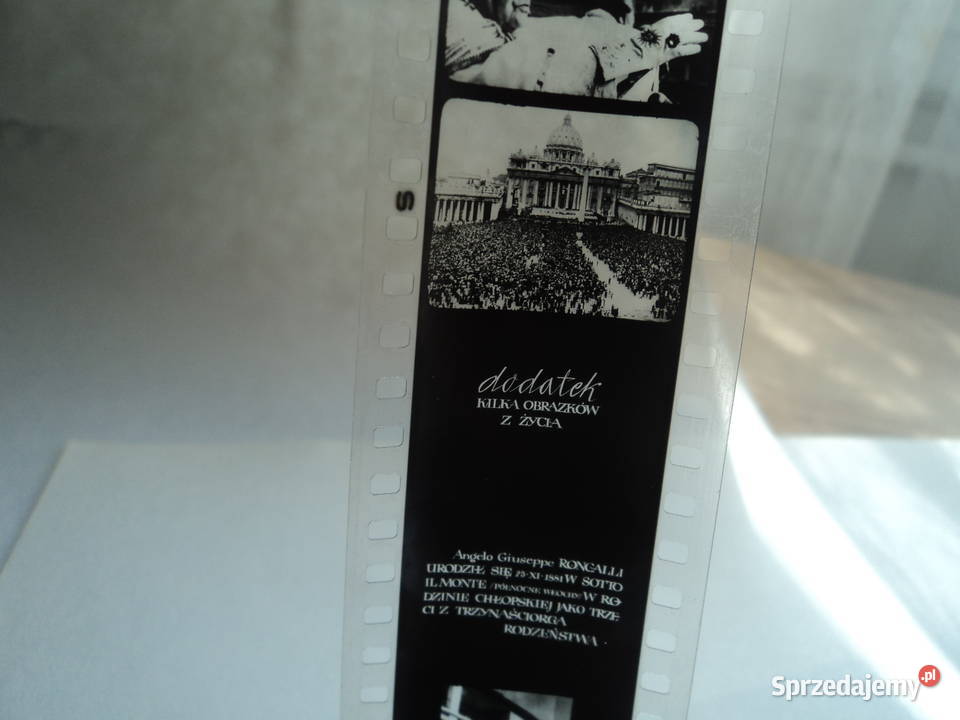 S
dodatek
KILKA OBRAZKÓW
Z ŻYCIA
Angelo Giuseppe RONCALLI
URODZIŁ SIĘ 25·XI·1881 W SOTTO
IL MONTE /PÓŁNOCNE WŁOCHY/ W RO-
DZINIE CHŁOPSKIEJ JAKO TRZE-
CI Z TRZYNAŚCIORGA
RODZEŃSTWA.
Sprzedajemy.pl